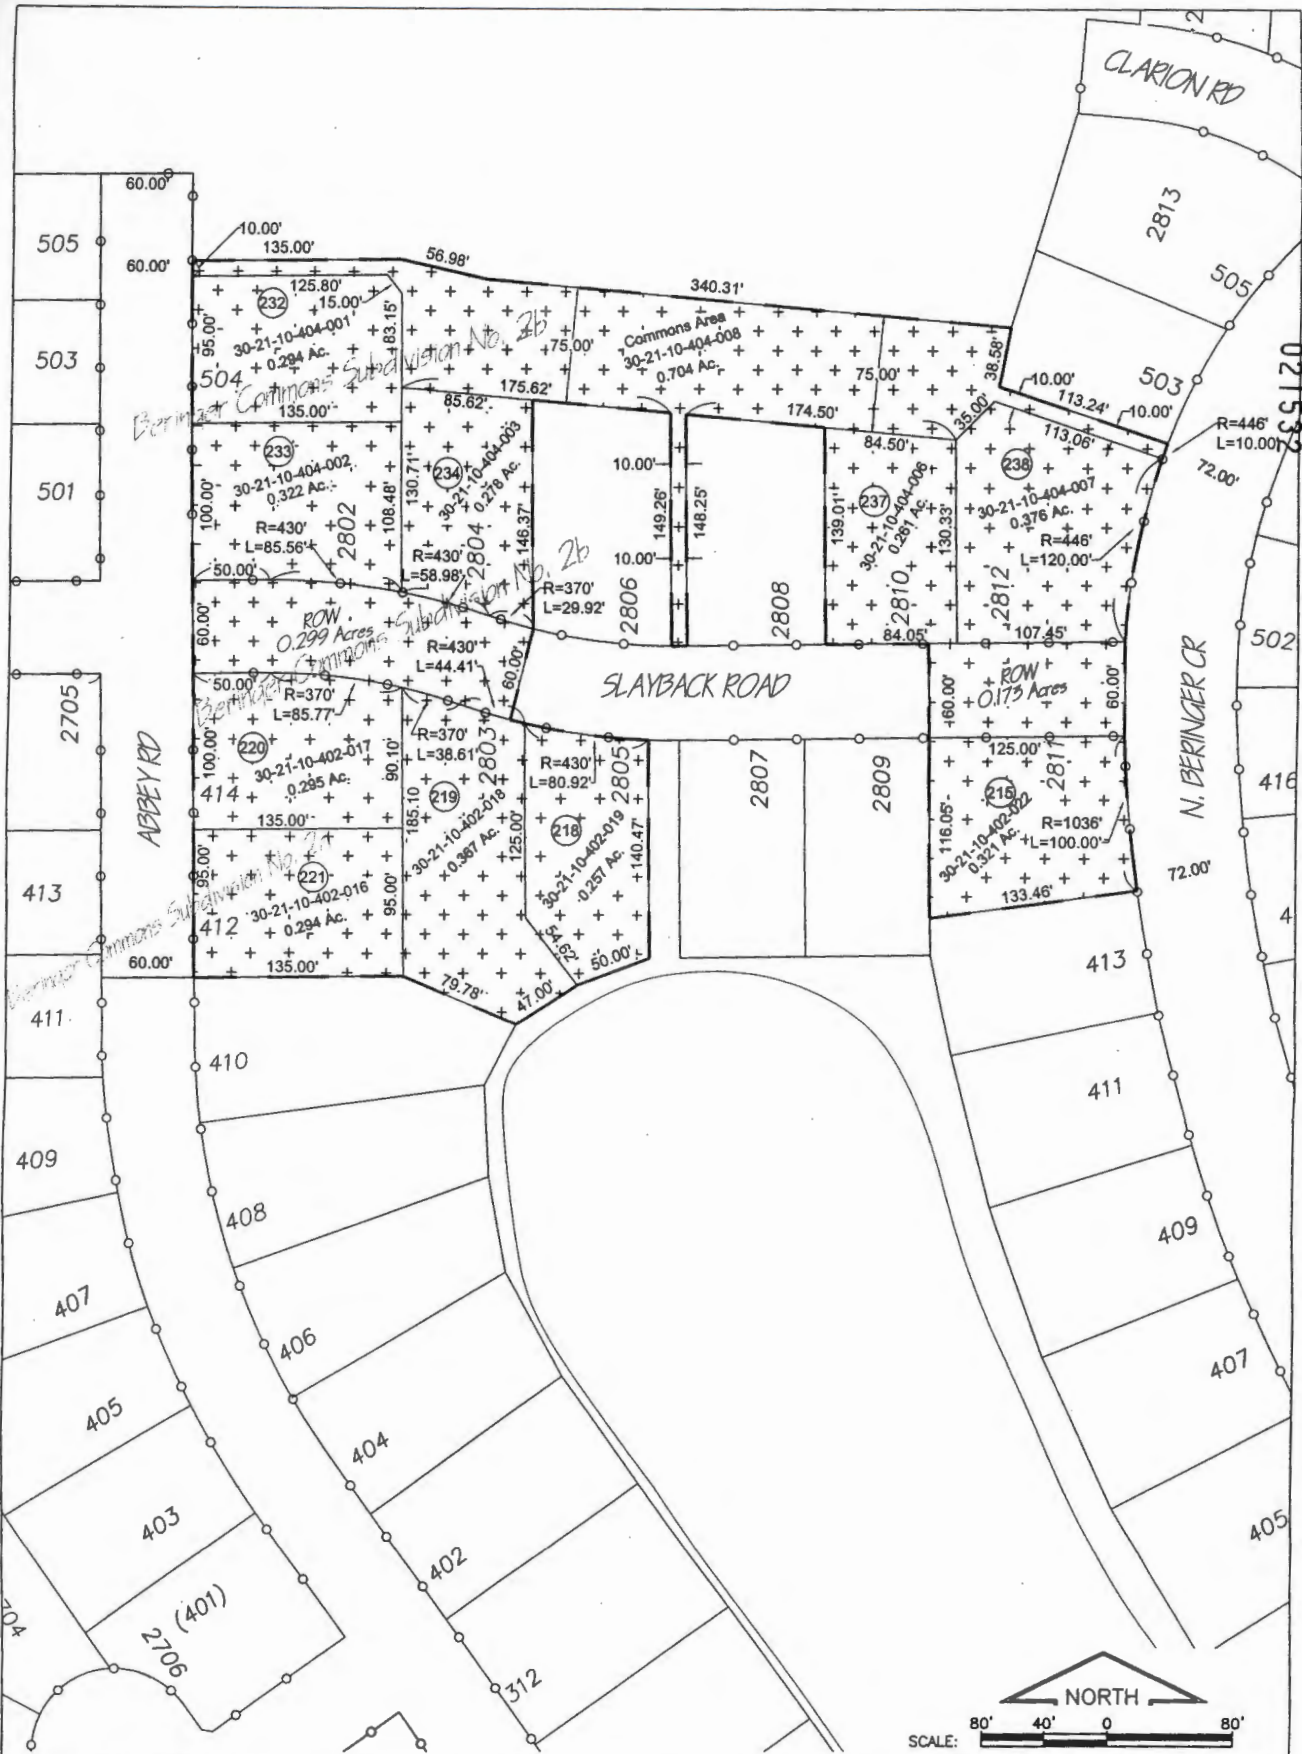 CLARION RD
2
2813
505
503
021532
60.00'
505
60.00'
10.00'
135.00'
56.98'
340.31'
125.80'
15.00'
232
30-21-10-404-001
0.294 Ac.
95.00'
83.15'
504
Beringer Commons Subdivision No. 2b
75.00'
Commons Area
30-21-10-404-008
0.704 Ac.
75.00'
38.58'
10.00'
113.24'
10.00'
R=446'
L=10.00'
72.00'
503
175.62'
85.62'
174.50'
84.50'
35.00'
113.06'
135.00'
233
30-21-10-404-002
0.322 Ac.
100.00'
108.48'
130.71'
2802
234
30-21-10-404-003
0.278 Ac.
2804
146.37'
501
R=430'
L=85.56'
50.00'
R=430'
L=58.98'
R=370'
L=29.92'
10.00'
149.26'
148.25'
10.00'
2806
2808
139.01'
237
30-21-10-404-006
0.261 Ac.
2810
130.33'
238
30-21-10-404-007
0.376 Ac.
R=446'
L=120.00'
2812
84.05'
107.45'
60.00'
ROW
0.299 Acres
Beringer Commons Subdivision No. 2b
R=430'
L=44.41'
60.00'
SLAYBACK ROAD
60.00'
ROW
0.173 Acres
60.00'
N. BERINGER CR
502
50.00'
R=370'
L=85.77'
R=370'
L=38.61'
2705
ABBEY RD
100.00'
220
30-21-10-402-017
0.295 Ac.
414
90.10'
185.10
2803
219
30-21-10-402-018
0.367 Ac.
125.00'
R=430'
L=80.92'
2805
218
30-21-10-402-019
0.257 Ac.
140.47'
2807
2809
125.00'
2811
215
30-21-10-402-022
0.321 Ac.
116.05'
R=1036'
L=100.00'
133.46'
72.00'
416
4
135.00'
95.00'
Beringer Commons Subdivision No. 2a
221
30-21-10-402-016
0.294 Ac.
412
95.00'
413
60.00'
135.00'
79.78'
47.00'
54.62'
50.00'
411
410
413
411
409
408
409
407
406
407
405
404
405
403
402
(401)
2706
704
312
NORTH
SCALE:
80' 40' 0 80'